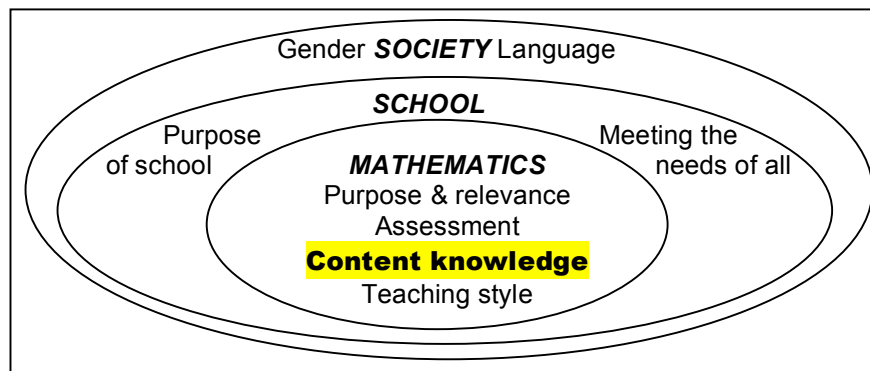 Gender SOCIETY Language
SCHOOL
Purpose of school
Meeting the needs of all
MATHEMATICS
Purpose & relevance
Assessment
Content knowledge
Teaching style